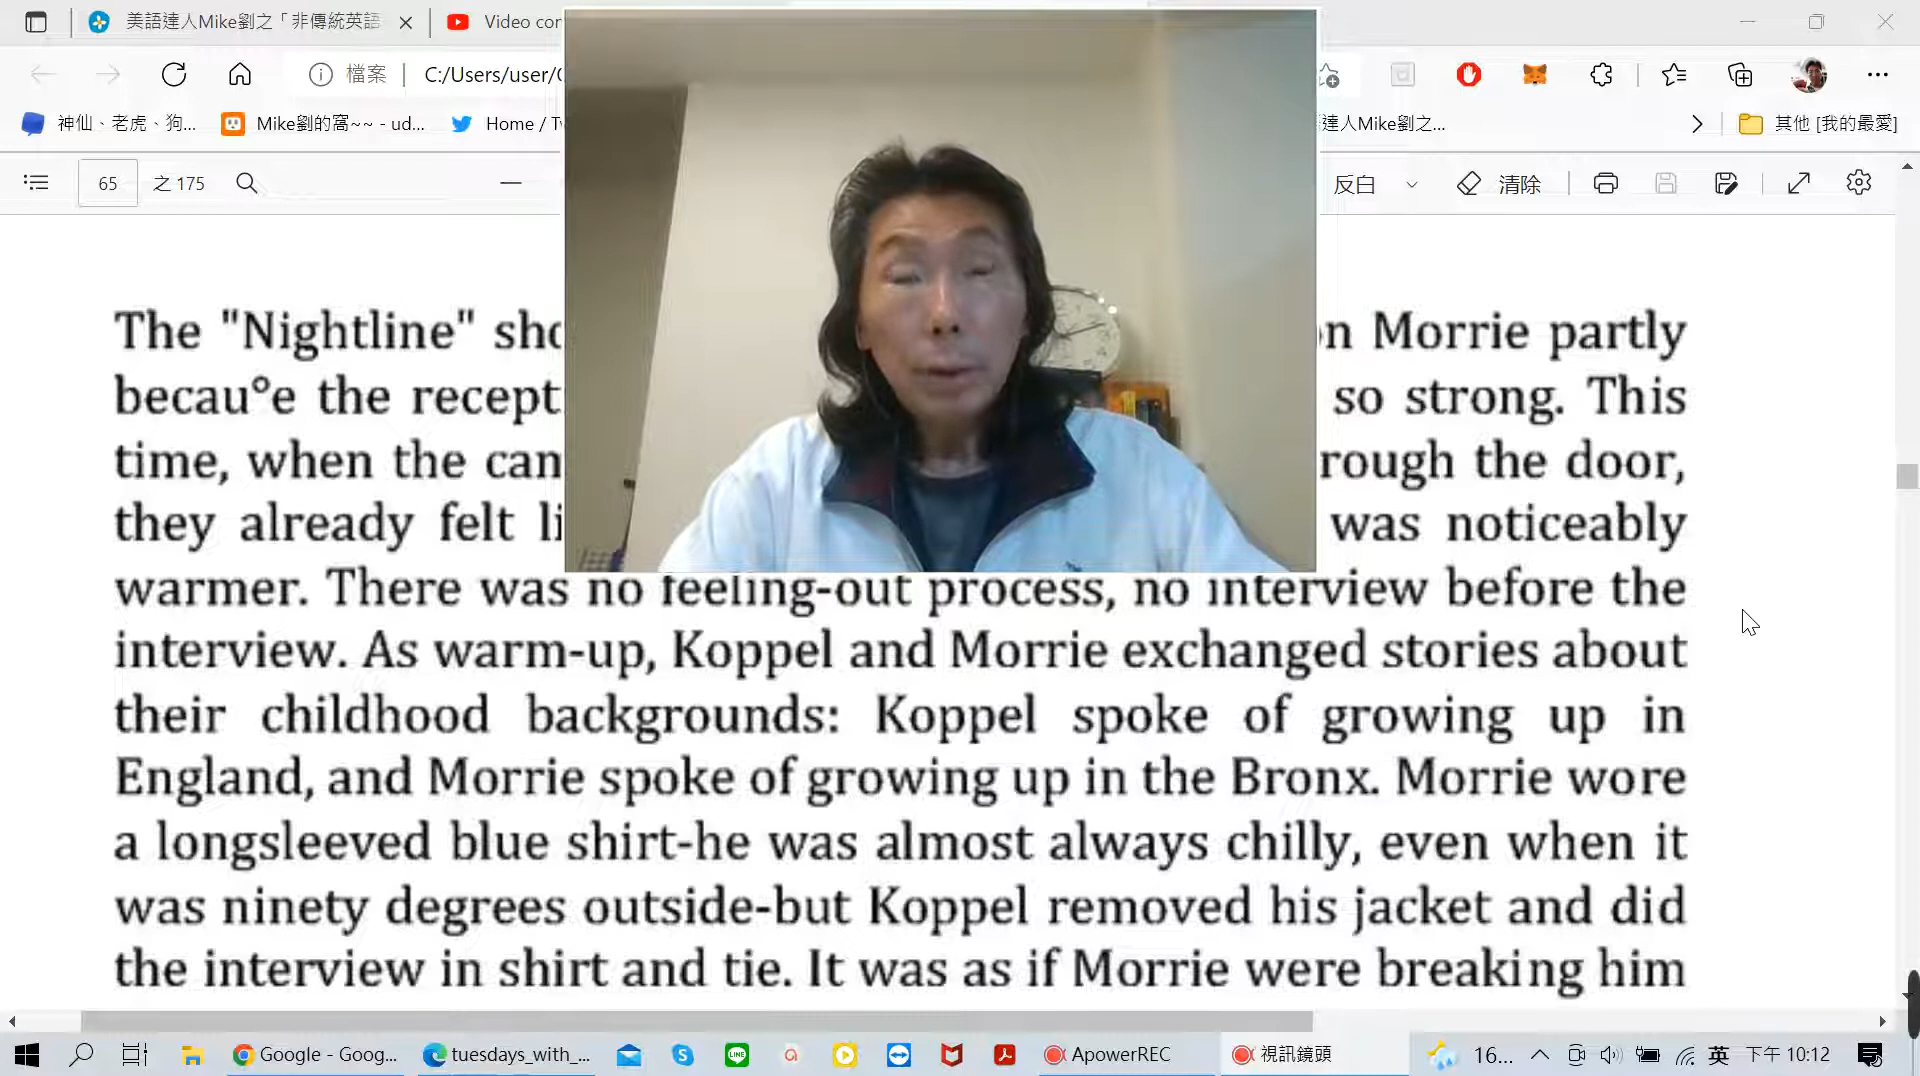 美語達人Mike劉之「非傳統英語
Video cor
檔案
C:/Users/user/
神仙、老虎、狗...
Mike劉的窩~~ - ud...
Home / Tw
達人Mike劉之...
其他 [我的最愛]
65
之 175
反白
清除
The "Nightline" sho
n Morrie partly
becau°e the recept
so strong. This
time, when the can
rough the door,
they already felt li
was noticeably
warmer. There was no feeling-out process, no interview before the
interview. As warm-up, Koppel and Morrie exchanged stories about
their childhood backgrounds: Koppel spoke of growing up in
England, and Morrie spoke of growing up in the Bronx. Morrie wore
a longsleeved blue shirt-he was almost always chilly, even when it
was ninety degrees outside-but Koppel removed his jacket and did
the interview in shirt and tie. It was as if Morrie were breaking him
Google - Goog...
tuesdays_with_...
LINE
ApowerREC
視訊鏡頭
16...
英
下午 10:12